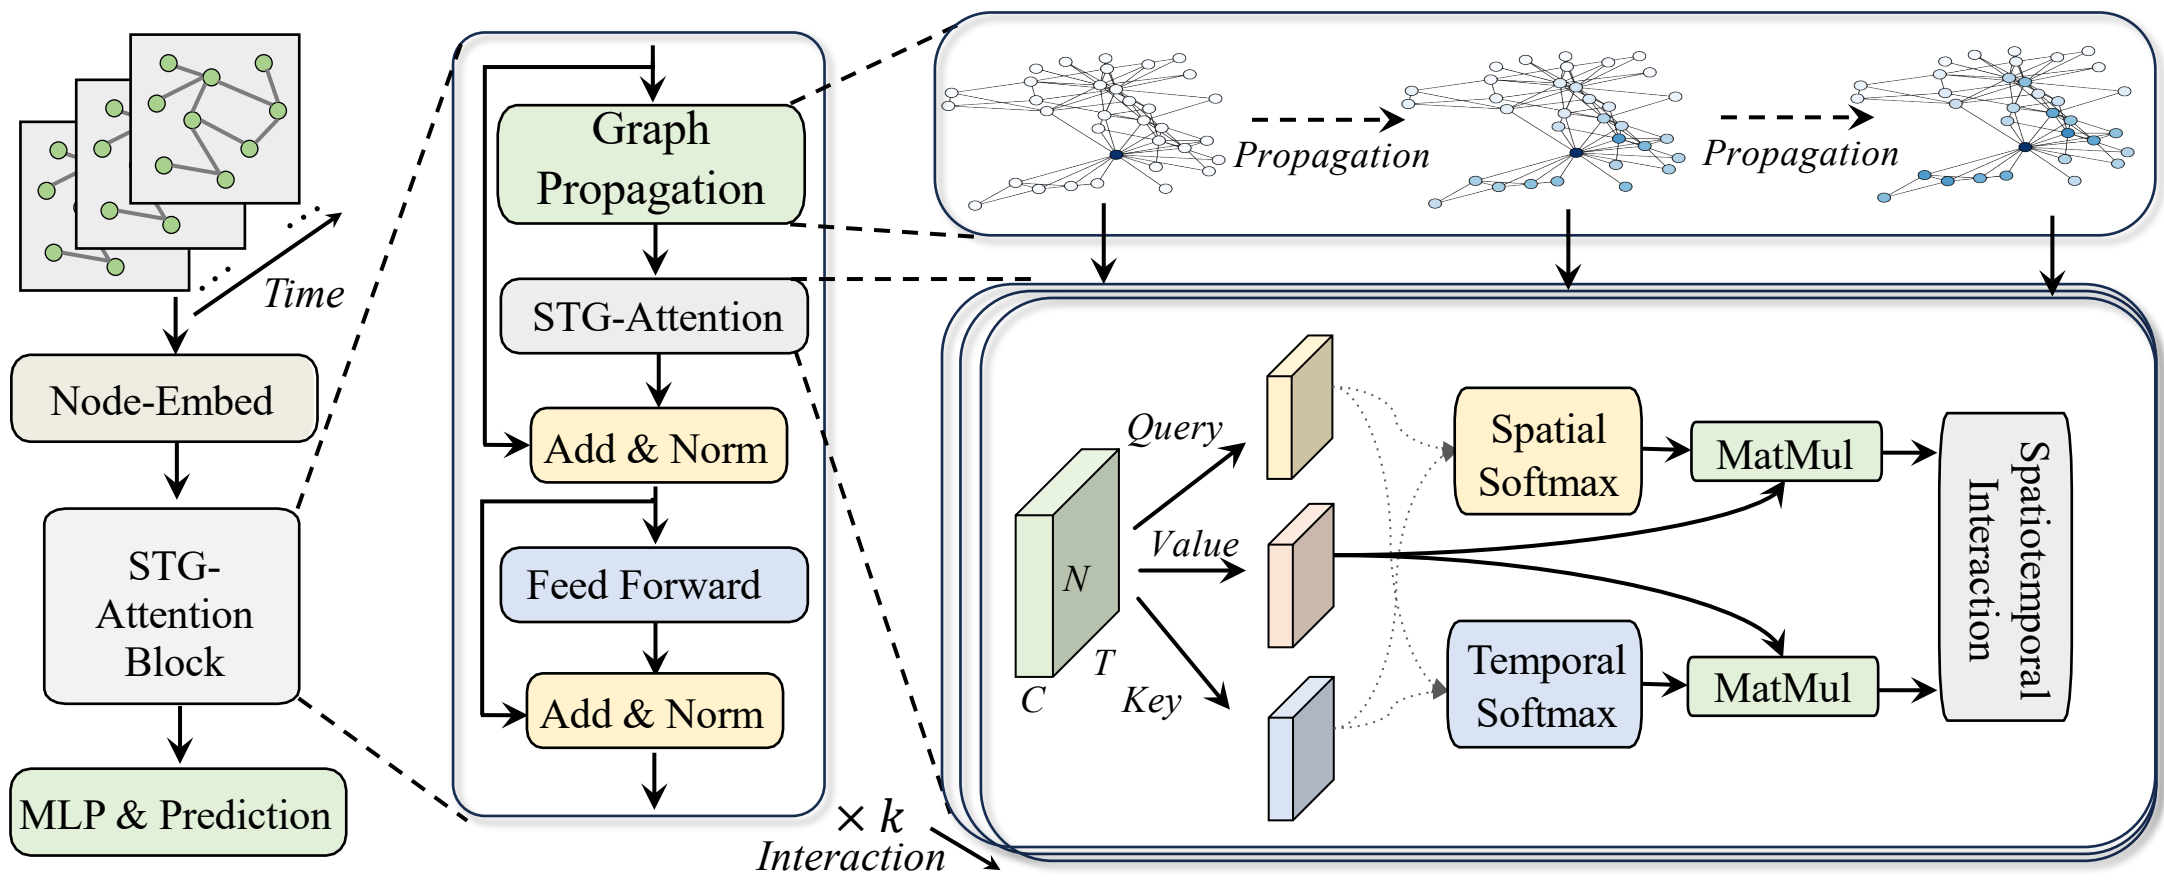 Time
Node-Embed
STG-
Attention
Block
MLP & Prediction
Graph
Propagation
STG-Attention
Add & Norm
Feed Forward
Add & Norm
× k
Interaction
Propagation
Propagation
N
T
C
Query
Value
Key
Spatial
Softmax
MatMul
Temporal
Softmax
MatMul
Spatiotemporal
Interaction